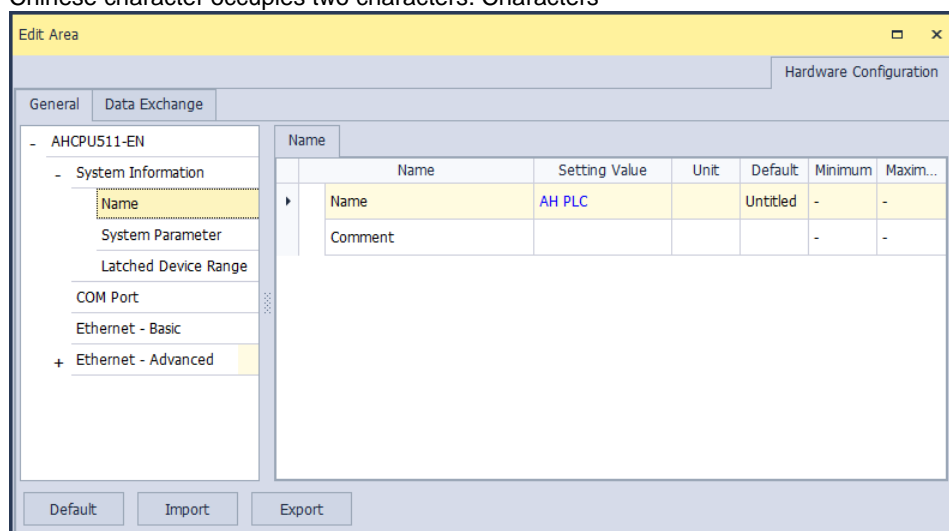 Chinese character occupies two characters. Characters
Edit Area
Hardware Configuration
General Data Exchange
- AHCPU511-EN
- System Information
Name
System Parameter
Latched Device Range
COM Port
Ethernet - Basic
+ Ethernet - Advanced
Name
Name Setting Value Unit Default Minimum Maxim...
Name AH PLC Untitled - -
Comment - -
Default Import Export